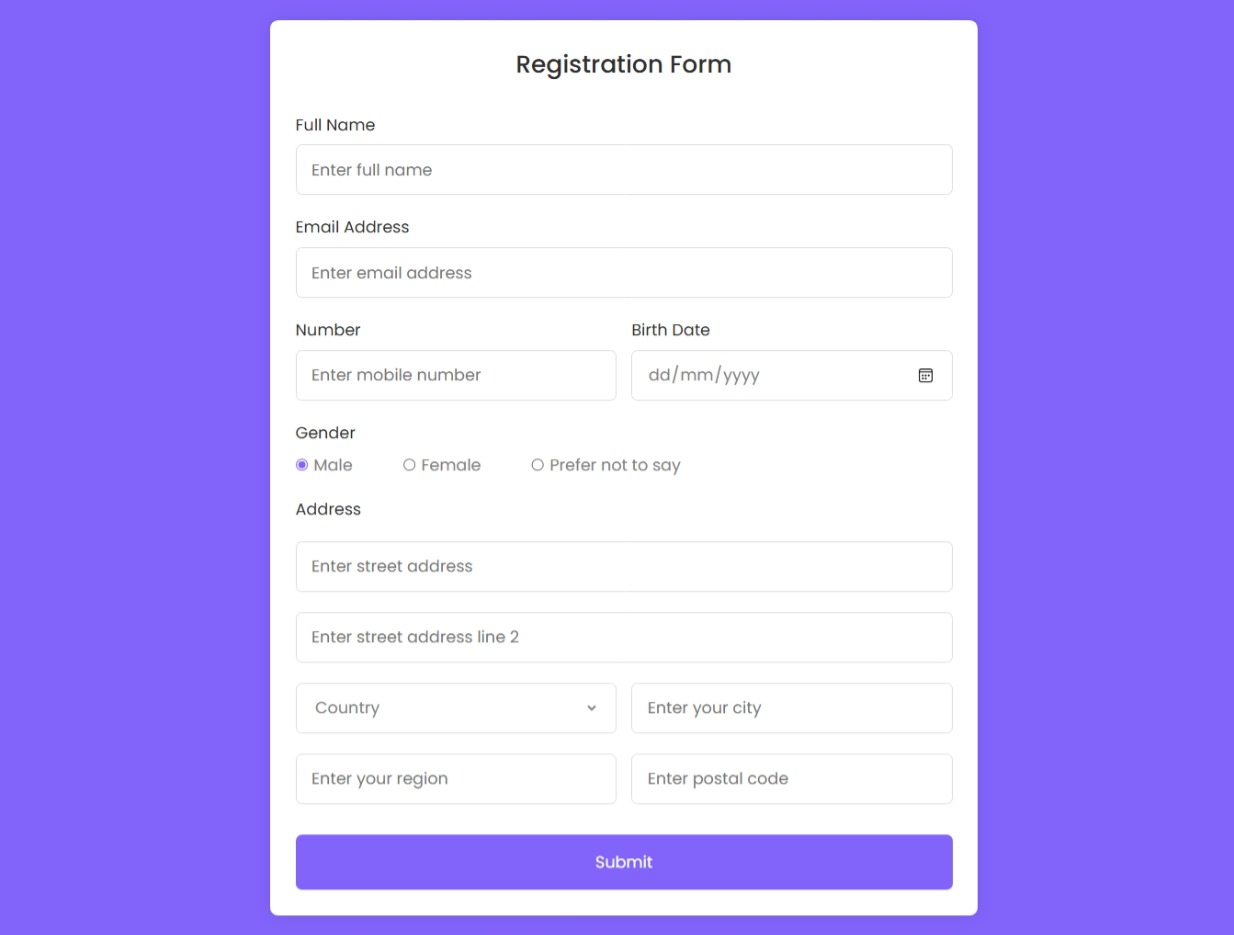 Registration Form
Full Name
Enter full name
Email Address
Enter email address
Number
Birth Date
Enter mobile number
dd/mm/yyyy
Gender
Male Female Prefer not to say
Address
Enter street address
Enter street address line 2
Country
Enter your city
Enter your region
Enter postal code
Submit